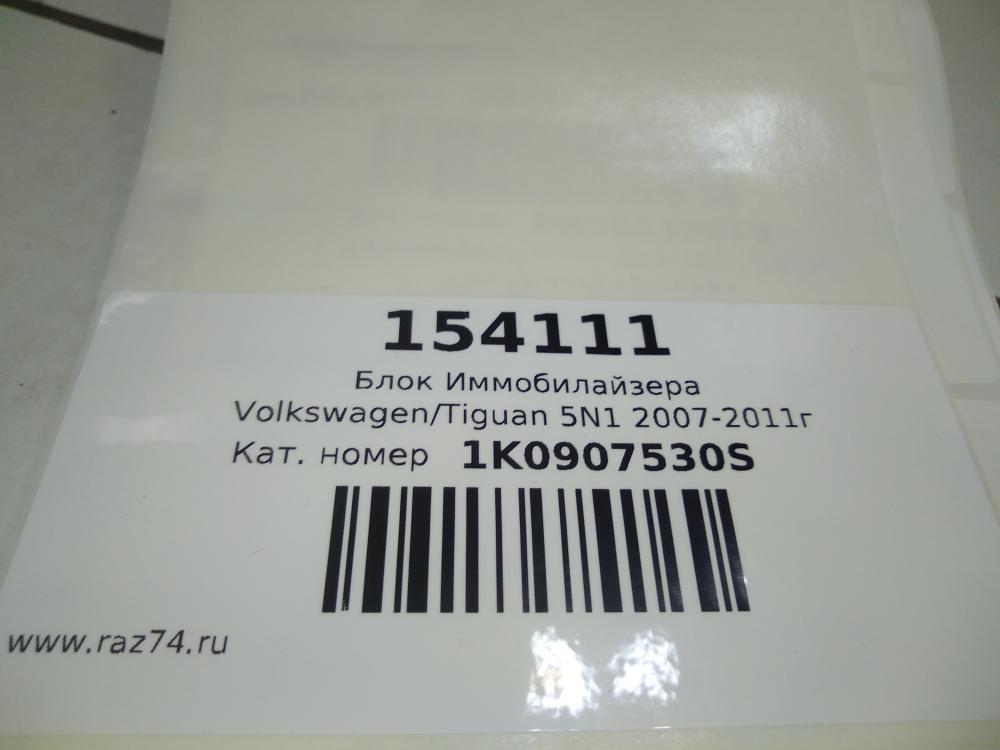 154111
Блок Иммобилайзера
Volkswagen/Tiguan 5N1 2007-2011г
Кат. номер 1K0907530S
www.raz74.ru